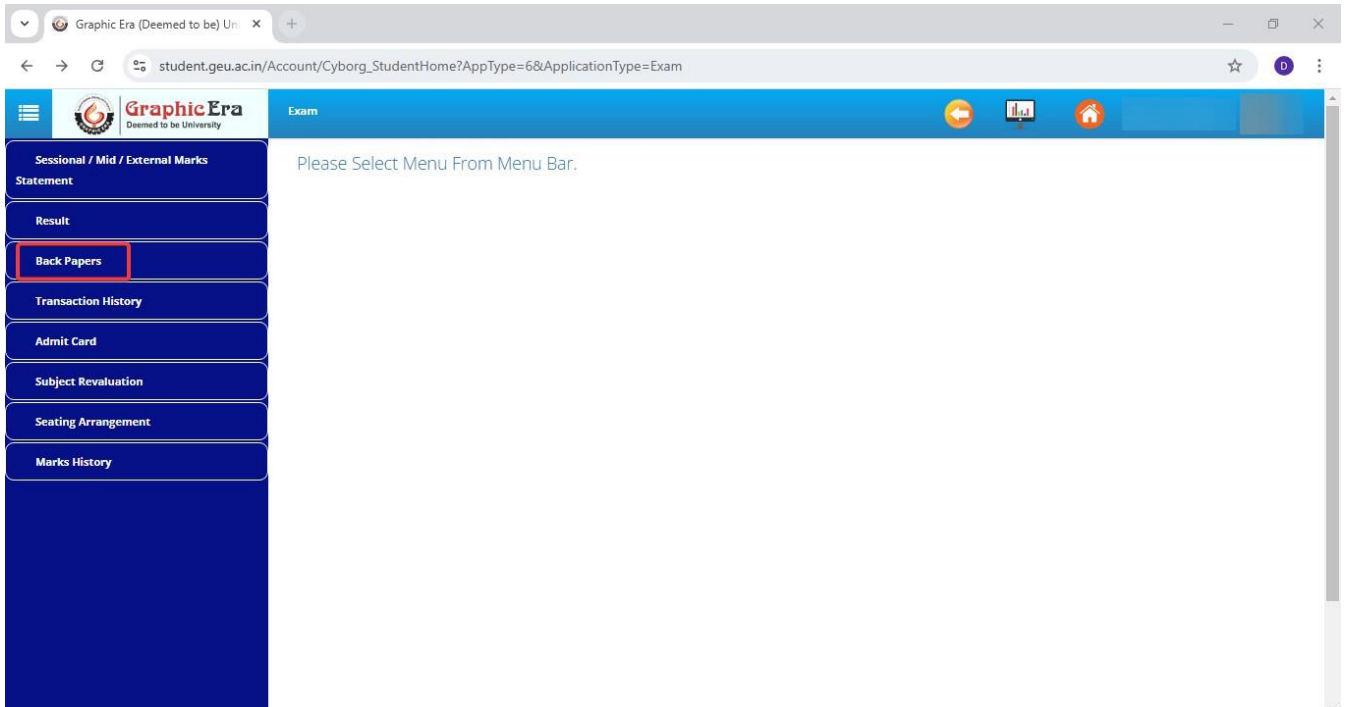 Graphic Era (Deemed to be) Un
student.geu.ac.in/Account/Cyborg_StudentHome?AppType=6&ApplicationType=Exam
D
Graphic Era
Deemed to be University
Exam
Sessional / Mid / External Marks
Statement
Please Select Menu From Menu Bar.
Result
Back Papers
Transaction History
Admit Card
Subject Revaluation
Seating Arrangement
Marks History